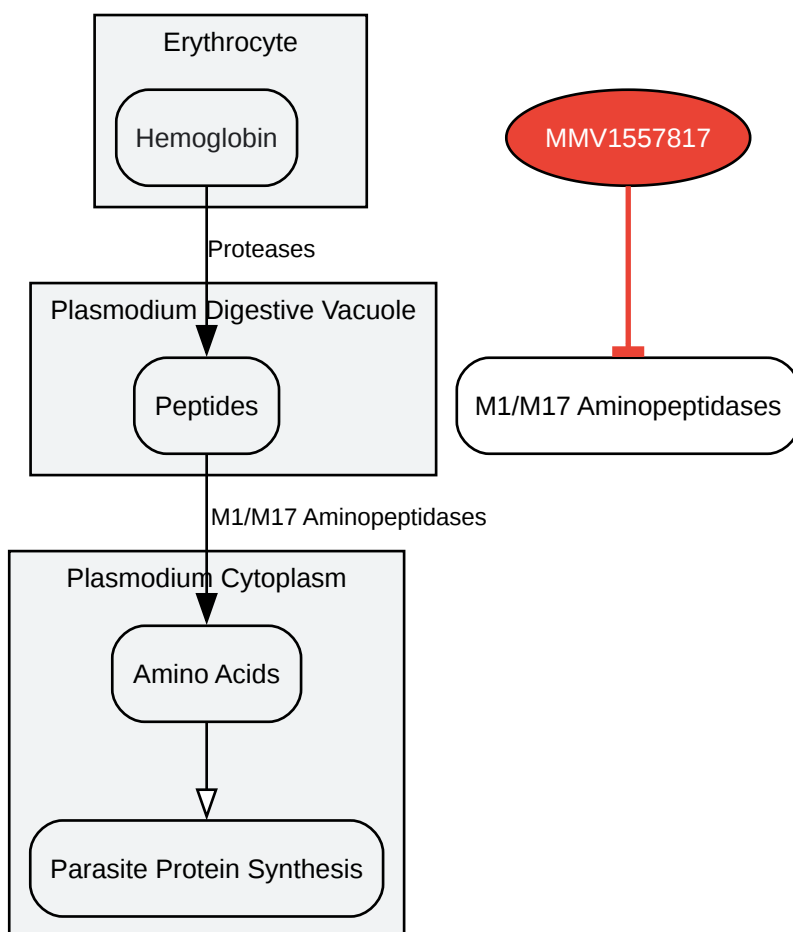 Erythrocyte
Hemoglobin
MMV1557817
Proteases
Plasmodium Digestive Vacuole
Peptides
M1/M17 Aminopeptidases
M1/M17 Aminopeptidases
Plasmodium Cytoplasm
Amino Acids
Parasite Protein Synthesis